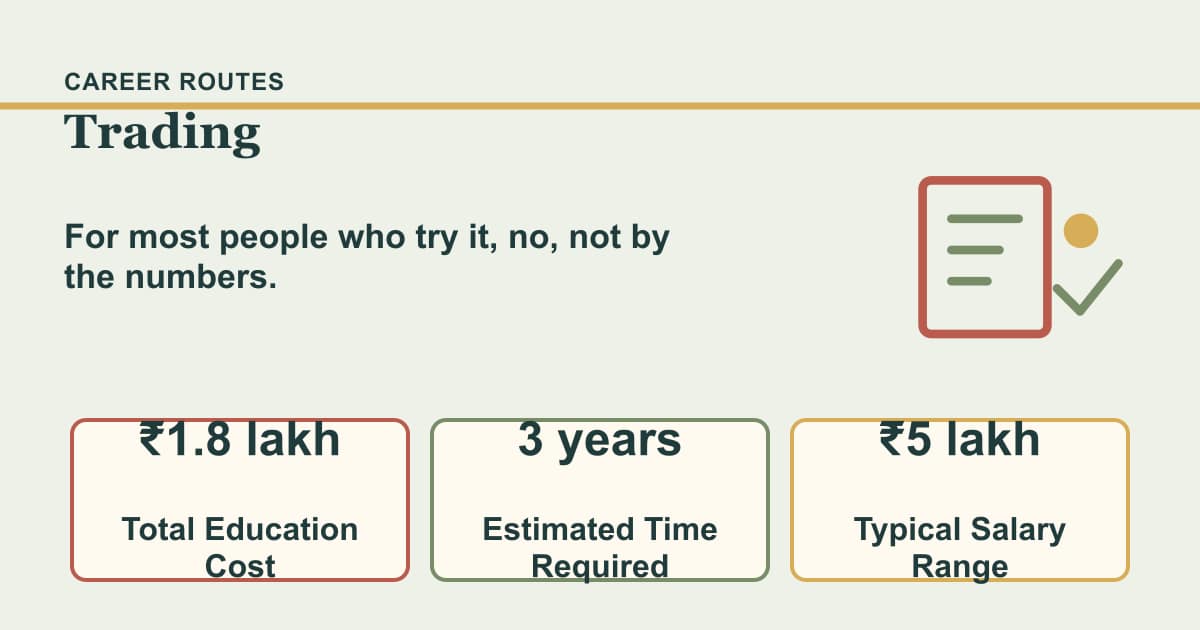 CAREER ROUTES
Trading
For most people who try it, no, not by
the numbers.
₹1.8 lakh
Total Education
Cost
3 years
Estimated Time
Required
₹5 lakh
Typical Salary
Range